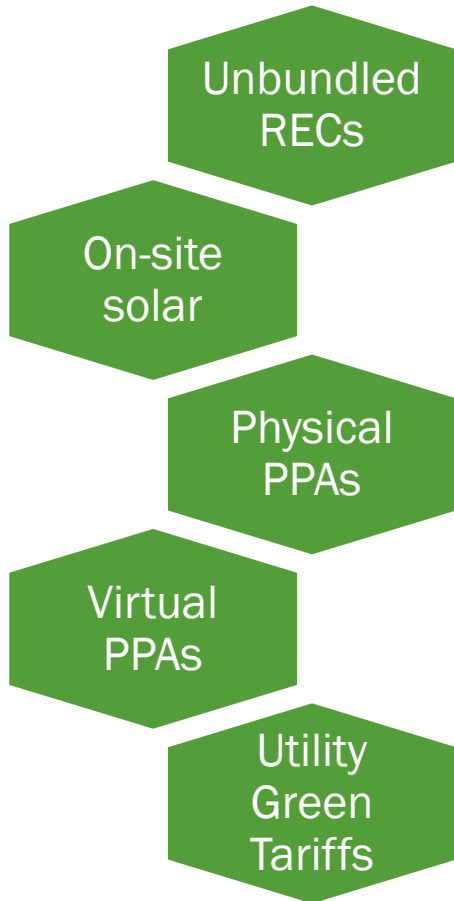 Unbundled
RECs
On-site
solar
Physical
PPAs
Virtual
PPAs
Utility
Green
Tariffs